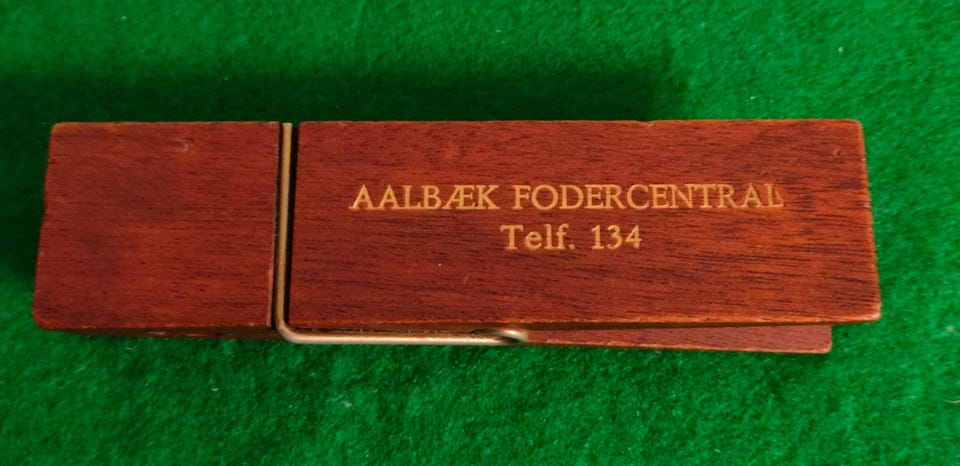 AALBÆK FODERCENTRAL
Telf. 134